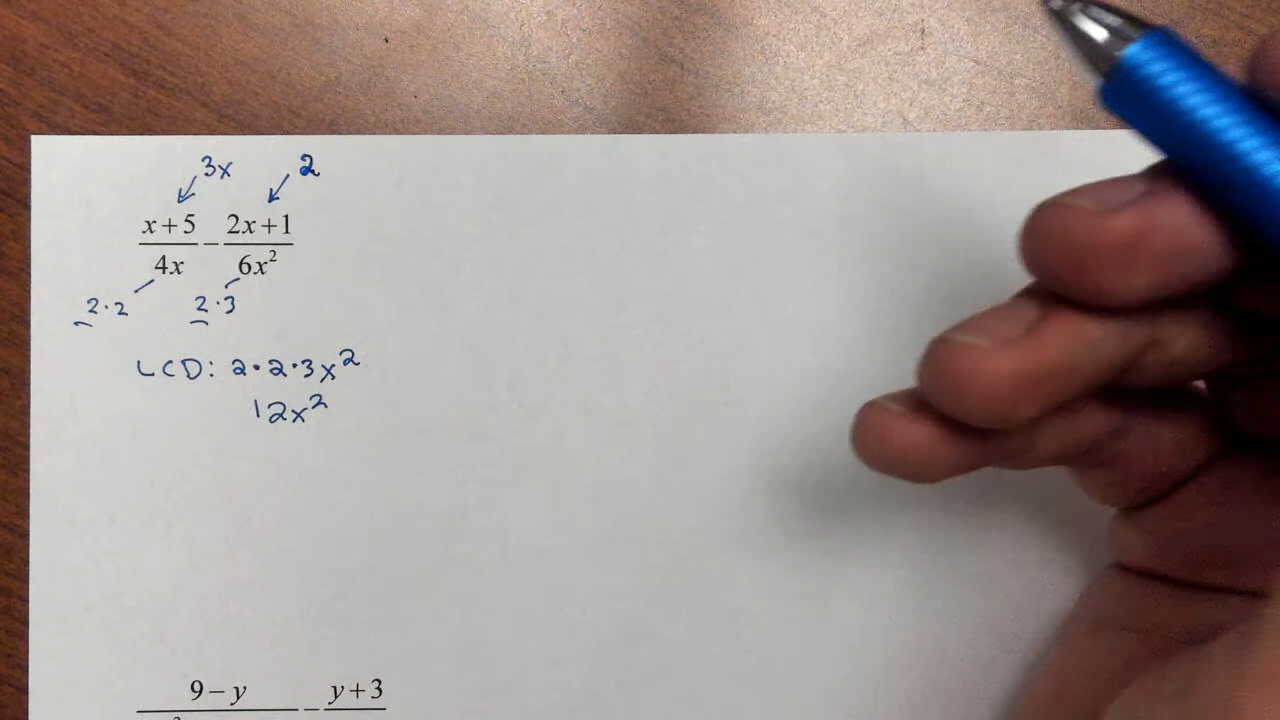 3x 2
x+5 2x+1
—— − ——
4x 6x²
2·2 2·3
LCD: 2·2·3x²
12x²
9−y − y+3